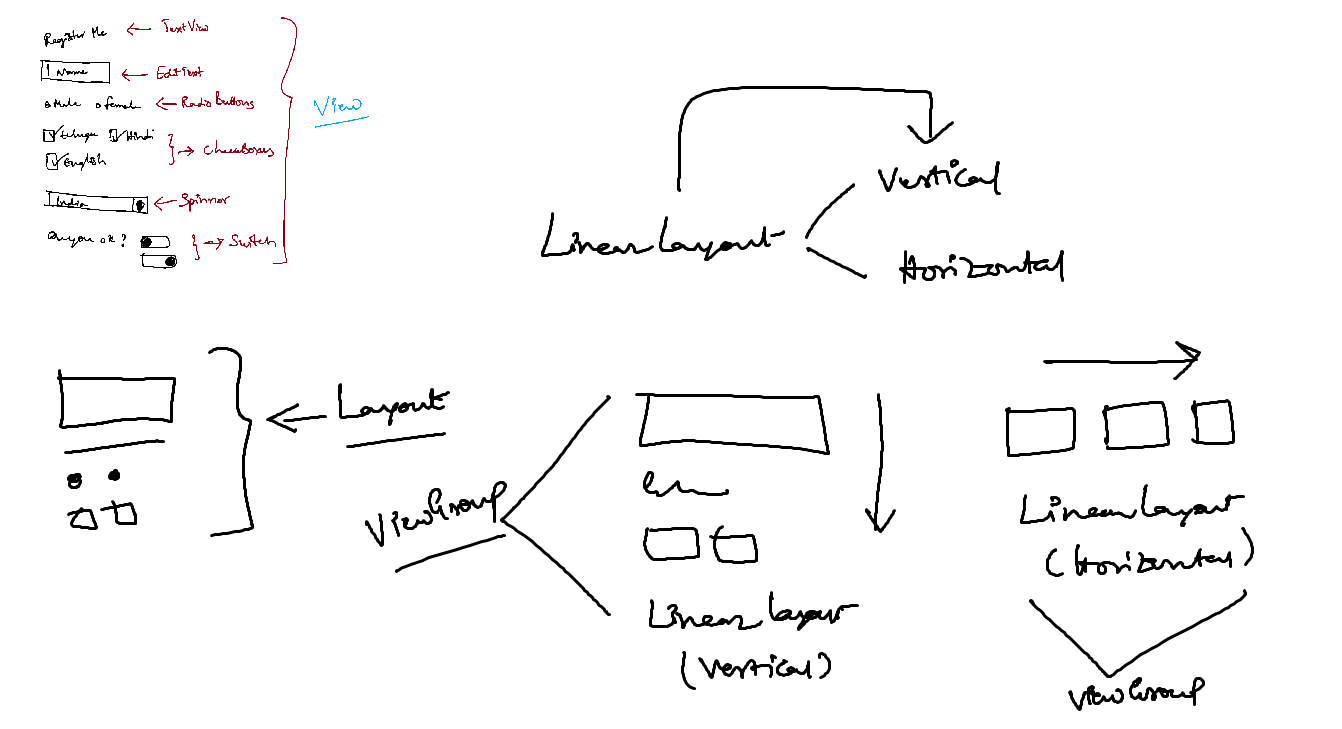 Register Me ← TextView
Name ← EditText
Male Female ← Radio Buttons
Telugu Hindi
English → CheckBoxes
View
India ← Spinner
Are you ok? → Switch
Vertical
Linear Layout
Horizontal
Layout
ViewGroup
Linear Layout
(Vertical)
Linear Layout
(Horizontal)
ViewGroup